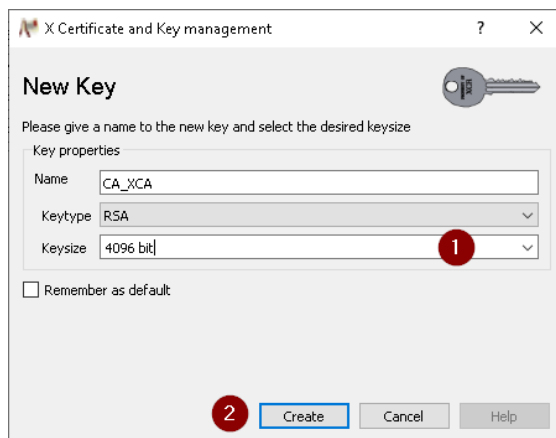 X Certificate and Key management
?
New Key
Please give a name to the new key and select the desired keysize
Key properties
Name CA_XCA
Keytype RSA
Keysize 4096 bit 1
Remember as default
2 Create Cancel Help